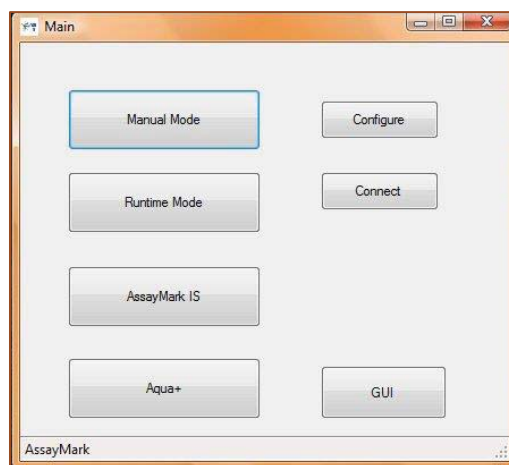 Main
Manual Mode
Configure
Runtime Mode
Connect
AssayMark IS
Aqua+
GUI
AssayMark